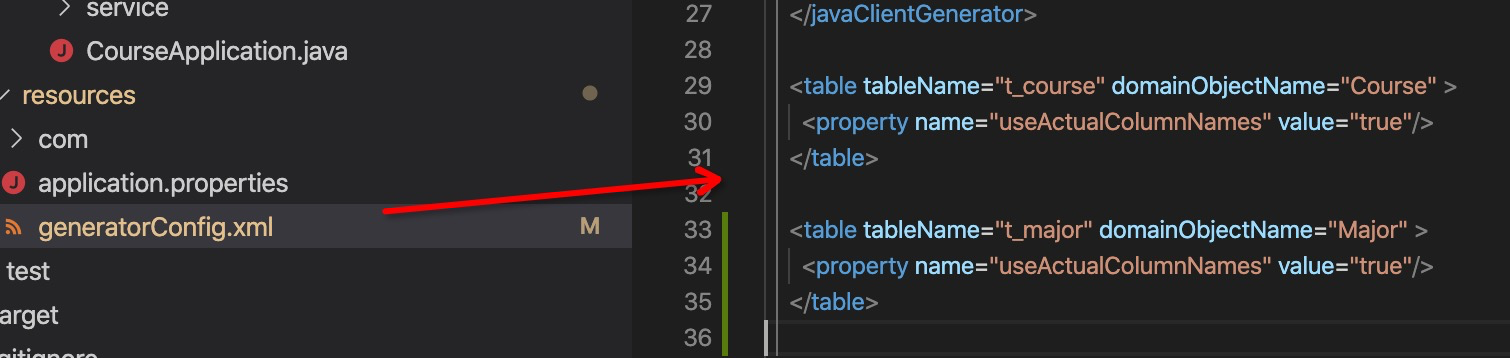 service
CourseApplication.java
resources
com
application.properties
generatorConfig.xml M
test
arget
gitignore
27 </javaClientGenerator>
28
29 <table tableName="t_course" domainObjectName="Course" >
30 <property name="useActualColumnNames" value="true"/>
31 </table>
32
33 <table tableName="t_major" domainObjectName="Major" >
34 <property name="useActualColumnNames" value="true"/>
35 </table>
36